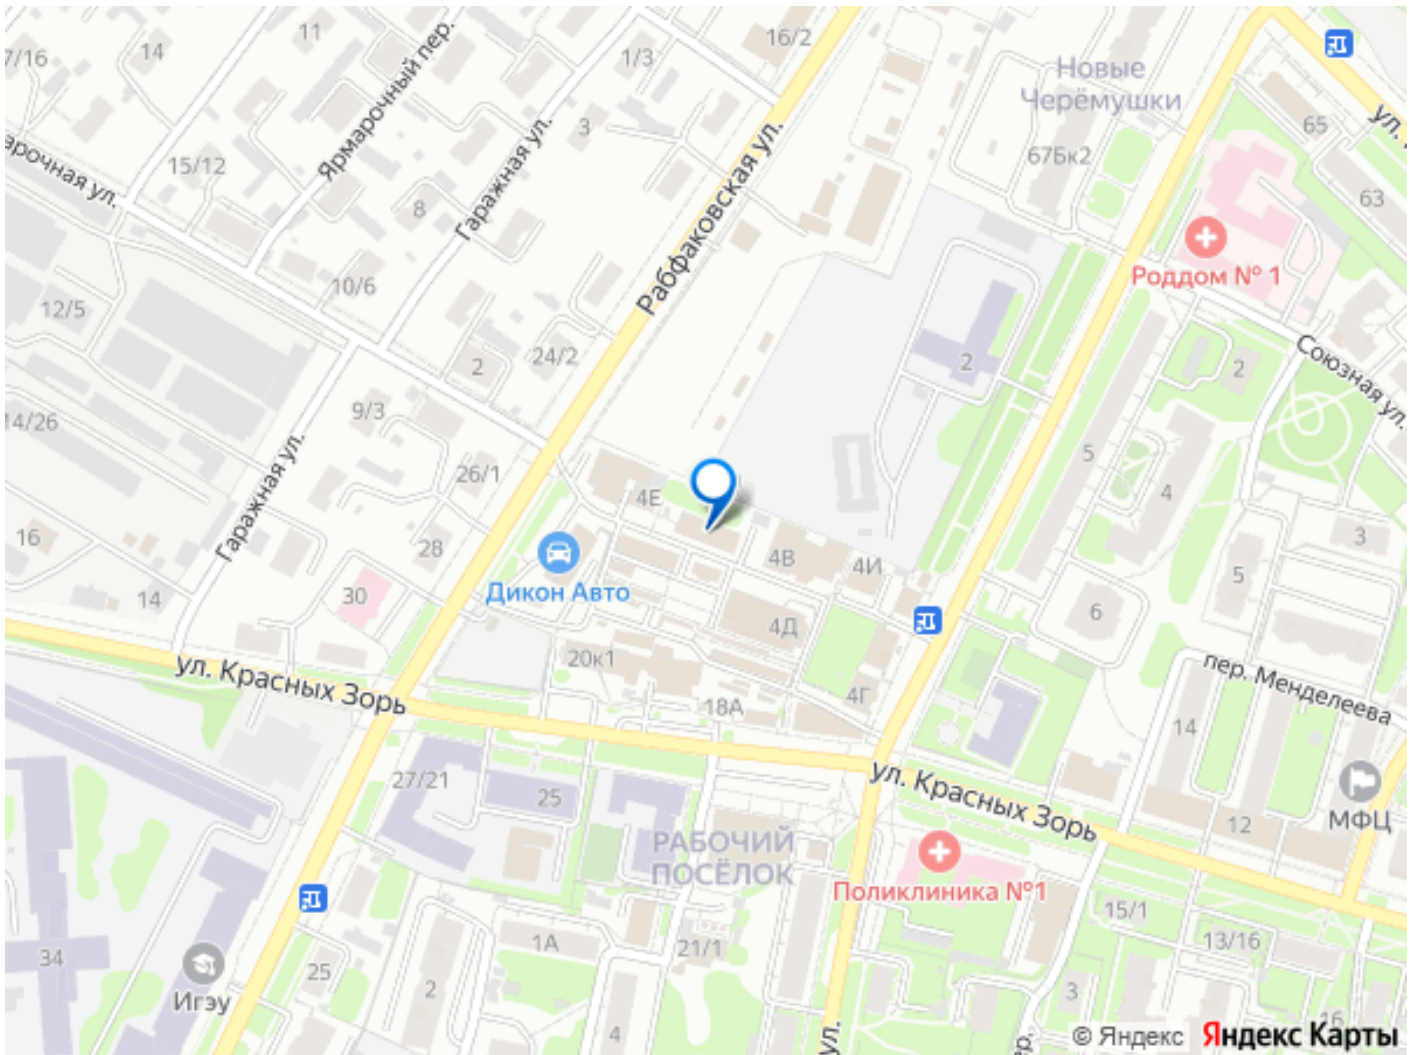 11
16/2
14
7/16
1/3
Новые
Черёмушки
Ярмарочный пер.
65
ул.
3
67Бк2
15/12
Гаражная ул.
63
8
Рабфаковская ул.
Роддом № 1
10/6
12/5
24/2
2
2
2
Союзная ул.
9/3
14/26
5
26/1
4
4Е
Гаражная ул.
16
28
3
4В
4И
5
Дикон Авто
14
30
6
4Д
20к1
ул. Красных Зорь
пер. Менделеева
4Г
18А
14
27/21
25
ул. Красных Зорь
МФЦ
12
РАБОЧИЙ
ПОСЁЛОК
Поликлиника №1
15/1
1А
21/1
13/16
34
25
Игэу
2
3
16
4
ул.
© Яндекс Яндекс Карты